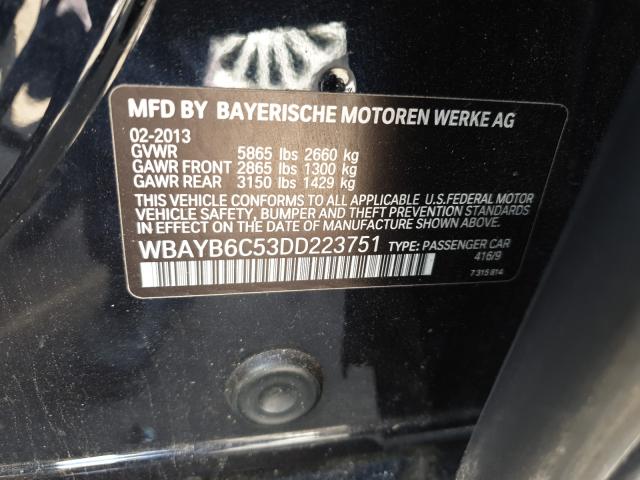 MFD BY BAYERISCHE MOTOREN WERKE AG
02-2013
GVWR 5865 lbs 2660 kg
GAWR FRONT 2865 lbs 1300 kg
GAWR REAR 3150 lbs 1429 kg
THIS VEHICLE CONFORMS TO ALL APPLICABLE U.S.FEDERAL MOTOR
VEHICLE SAFETY, BUMPER AND THEFT PREVENTION STANDARDS
IN EFFECT ON THE DATE OF MANUFACTURE SHOWN ABOVE.
WBAYB6C53DD223751 TYPE: PASSENGER CAR
416/9
7 315 814